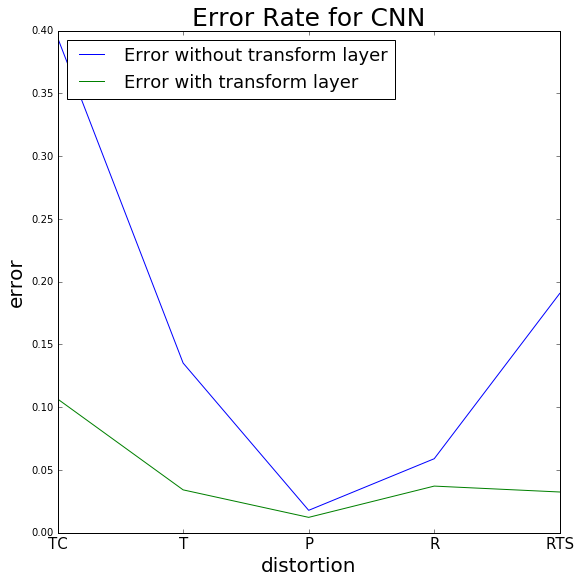 Error Rate for CNN
Error without transform layer
Error with transform layer
0.40
0.35
0.30
0.25
0.20
0.15
0.10
0.05
0.00
error
TC T P R RTS
distortion